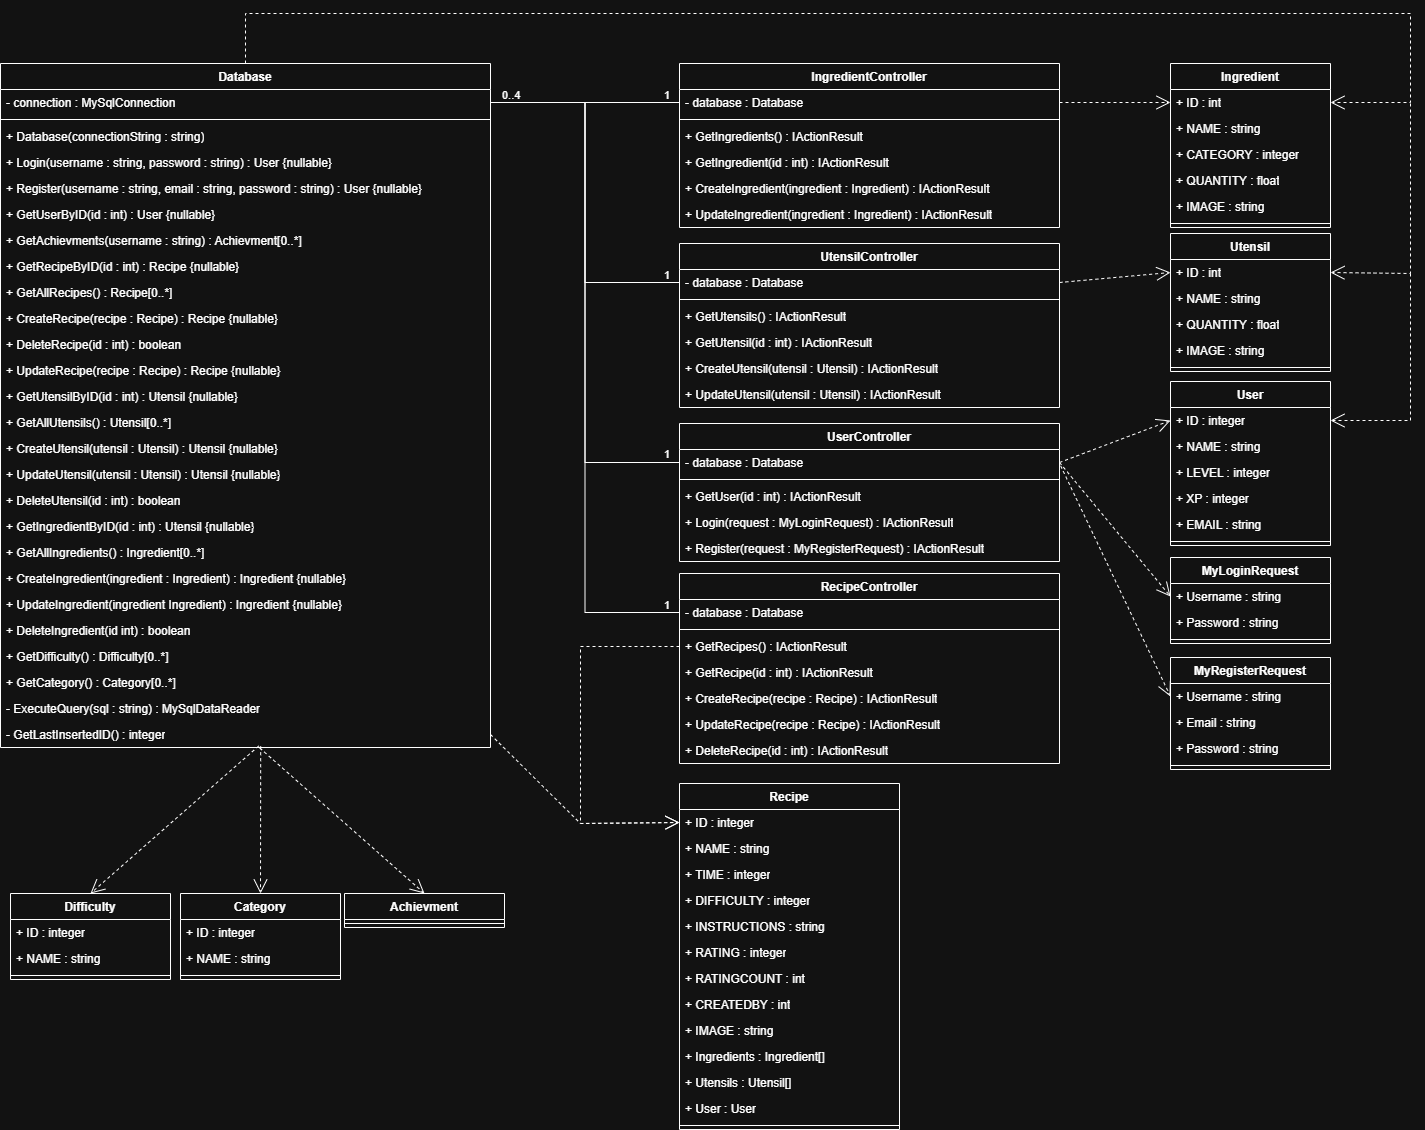 Database
- connection : MySqlConnection
+ Database(connectionString : string)
+ Login(username : string, password : string) : User {nullable}
+ Register(username : string, email : string, password : string) : User {nullable}
+ GetUserByID(id : int) : User {nullable}
+ GetAchievments(username : string) : Achievment[0..*]
+ GetRecipeByID(id : int) : Recipe {nullable}
+ GetAllRecipes() : Recipe[0..*]
+ CreateRecipe(recipe : Recipe) : Recipe {nullable}
+ DeleteRecipe(id : int) : boolean
+ UpdateRecipe(recipe : Recipe) : Recipe {nullable}
+ GetUtensilByID(id : int) : Utensil {nullable}
+ GetAllUtensils() : Utensil[0..*]
+ CreateUtensil(utensil : Utensil) : Utensil {nullable}
+ UpdateUtensil(utensil : Utensil) : Utensil {nullable}
+ DeleteUtensil(id : int) : boolean
+ GetIngredientByID(id : int) : Utensil {nullable}
+ GetAllIngredients() : Ingredient[0..*]
+ CreateIngredient(ingredient : Ingredient) : Ingredient {nullable}
+ UpdateIngredient(ingredient Ingredient) : Ingredient {nullable}
+ DeleteIngredient(id int) : boolean
+ GetDifficulty() : Difficulty[0..*]
+ GetCategory() : Category[0..*]
- ExecuteQuery(sql : string) : MySqlDataReader
- GetLastInsertedID() : integer
0..4
1
1
1
1
IngredientController
- database : Database
+ GetIngredients() : IActionResult
+ GetIngredient(id : int) : IActionResult
+ CreateIngredient(ingredient : Ingredient) : IActionResult
+ UpdateIngredient(ingredient : Ingredient) : IActionResult
UtensilController
- database : Database
+ GetUtensils() : IActionResult
+ GetUtensil(id : int) : IActionResult
+ CreateUtensil(utensil : Utensil) : IActionResult
+ UpdateUtensil(utensil : Utensil) : IActionResult
UserController
- database : Database
+ GetUser(id : int) : IActionResult
+ Login(request : MyLoginRequest) : IActionResult
+ Register(request : MyRegisterRequest) : IActionResult
RecipeController
- database : Database
+ GetRecipes() : IActionResult
+ GetRecipe(id : int) : IActionResult
+ CreateRecipe(recipe : Recipe) : IActionResult
+ UpdateRecipe(recipe : Recipe) : IActionResult
+ DeleteRecipe(id : int) : IActionResult
Ingredient
+ ID : int
+ NAME : string
+ CATEGORY : integer
+ QUANTITY : float
+ IMAGE : string
Utensil
+ ID : int
+ NAME : string
+ QUANTITY : float
+ IMAGE : string
User
+ ID : integer
+ NAME : string
+ LEVEL : integer
+ XP : integer
+ EMAIL : string
MyLoginRequest
+ Username : string
+ Password : string
MyRegisterRequest
+ Username : string
+ Email : string
+ Password : string
Recipe
+ ID : integer
+ NAME : string
+ TIME : integer
+ DIFFICULTY : integer
+ INSTRUCTIONS : string
+ RATING : integer
+ RATINGCOUNT : int
+ CREATEDBY : int
+ IMAGE : string
+ Ingredients : Ingredient[]
+ Utensils : Utensil[]
+ User : User
Difficulty
+ ID : integer
+ NAME : string
Category
+ ID : integer
+ NAME : string
Achievment